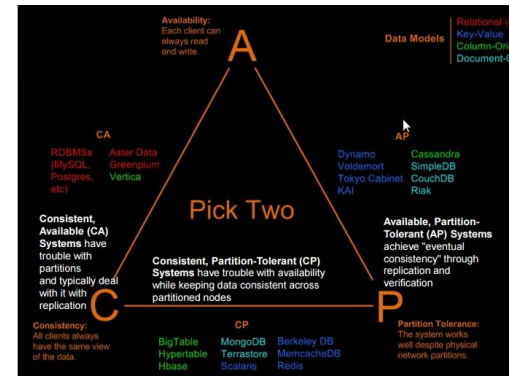 Availability:
Each client can
always read
and write.
A
Data Models
Relational
Key-Value
Column-Ori
Document-O
CA
RDBMSs
(MySQL,
Postgres,
etc)
Aster Data
Greenplum
Vertica
AP
Dynamo
Voldemort
Tokyo Cabinet
KAI
Cassandra
SimpleDB
CouchDB
Riak
Pick Two
Consistent,
Available (CA)
Systems have
trouble with
partitions
and typically deal
with it with
replication
Consistent, Partition-Tolerant (CP)
Systems have trouble with availability
while keeping data consistent across
partitioned nodes
Available, Partition-
Tolerant (AP) Systems
achieve "eventual
consistency" through
replication and
verification
C
P
Consistency:
All clients always
have the same view
of the data.
CP
BigTable
Hypertable
Hbase
MongoDB
Terrastore
Scalaris
Berkeley DB
MemcacheDB
Redis
Partition Tolerance:
The system works
well despite physical
network partitions.